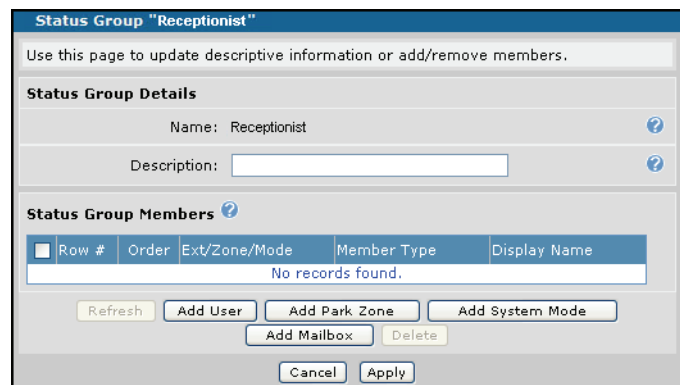 Status Group "Receptionist"
Use this page to update descriptive information or add/remove members.
Status Group Details
Name: Receptionist
Description:
Status Group Members
Row # Order Ext/Zone/Mode Member Type Display Name
No records found.
Refresh Add User Add Park Zone Add System Mode
Add Mailbox Delete
Cancel Apply